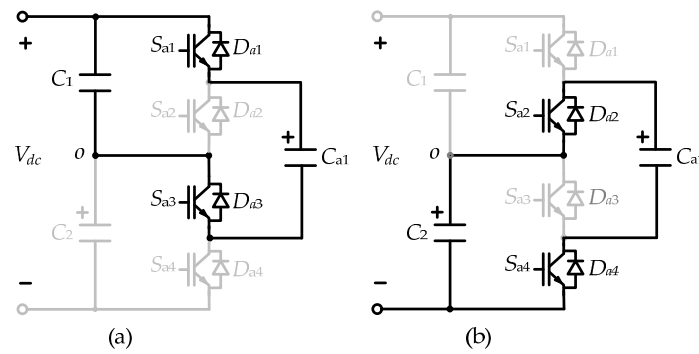 +
C1
Vdc
o
+
C2
−
Sa1
Da1
Sa2
Da2
Sa3
Da3
Sa4
Da4
+
Ca1
(a)
+
C1
Vdc
o
+
C2
−
Sa1
Da1
Sa2
Da2
Sa3
Da3
Sa4
Da4
+
Ca1
(b)